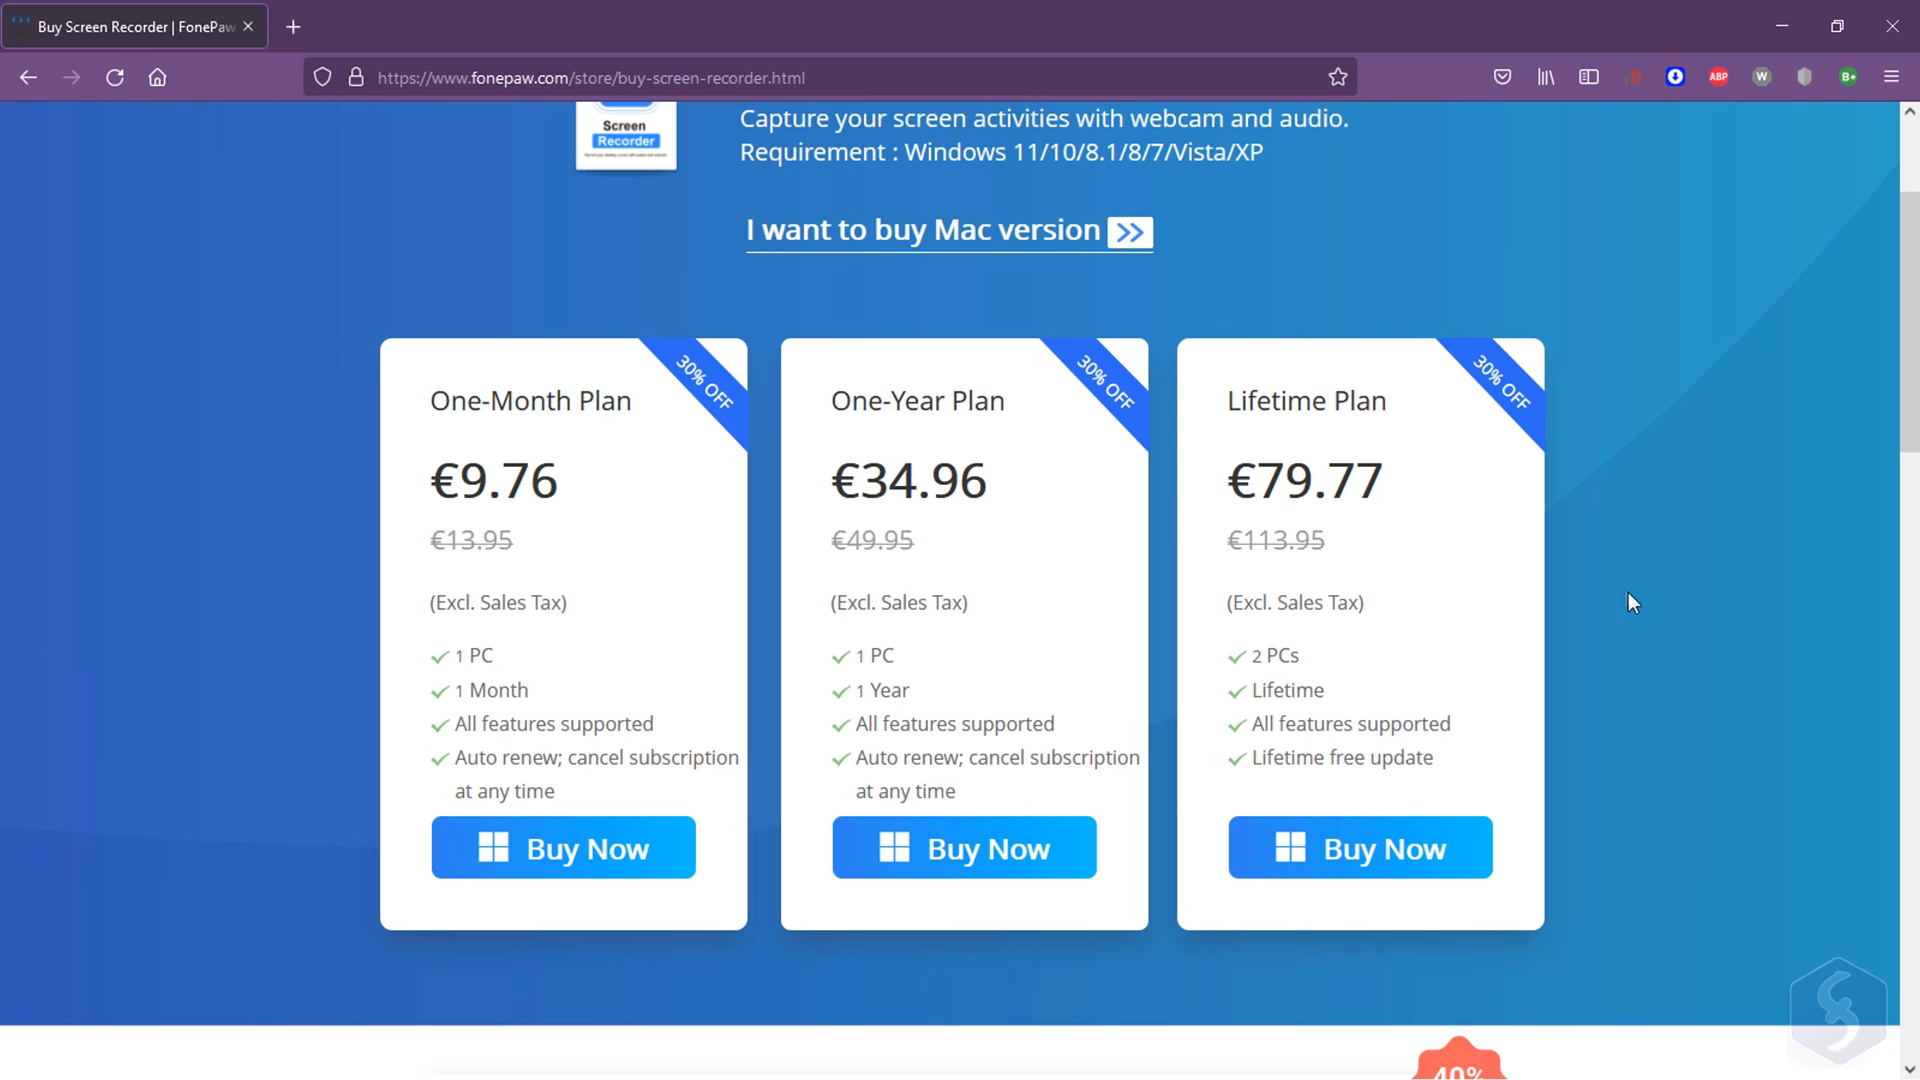 Buy Screen Recorder | FonePaw
https://www.fonepaw.com/store/buy-screen-recorder.html
ABP
W
B+
Screen
Recorder
Capture your screen activities with webcam and audio.
Requirement : Windows 11/10/8.1/8/7/Vista/XP
I want to buy Mac version
30% OFF
One-Month Plan
€9.76
€13.95
(Excl. Sales Tax)
1 PC
1 Month
All features supported
Auto renew; cancel subscription
at any time
Buy Now
30% OFF
One-Year Plan
€34.96
€49.95
(Excl. Sales Tax)
1 PC
1 Year
All features supported
Auto renew; cancel subscription
at any time
Buy Now
30% OFF
Lifetime Plan
€79.77
€113.95
(Excl. Sales Tax)
2 PCs
Lifetime
All features supported
Lifetime free update
Buy Now
40%